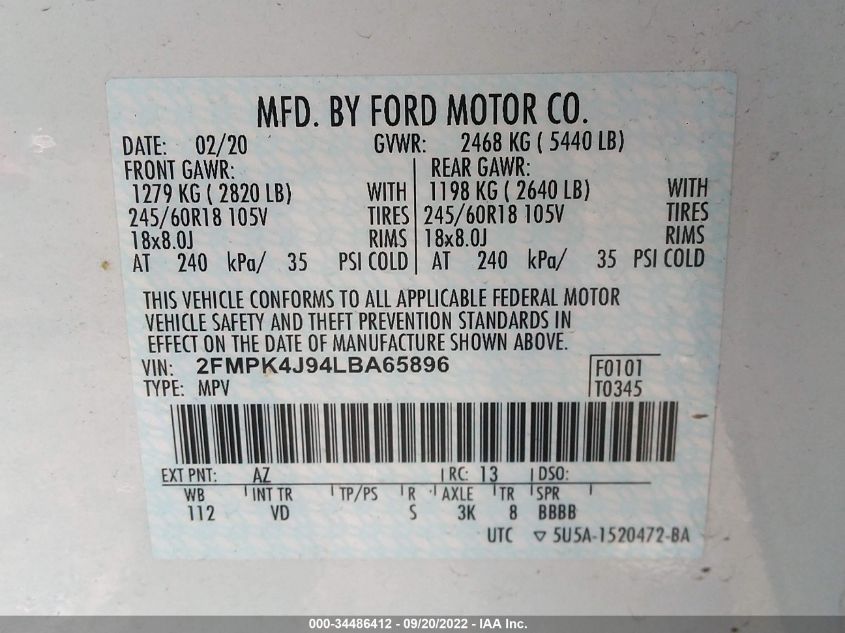 MFD. BY FORD MOTOR CO.
DATE: 02/20 GVWR: 2468 KG ( 5440 LB)
FRONT GAWR: REAR GAWR:
1279 KG ( 2820 LB) WITH 1198 KG ( 2640 LB) WITH
245/60R18 105V TIRES 245/60R18 105V TIRES
18x8.0J RIMS 18x8.0J RIMS
AT 240 kPa/ 35 PSI COLD AT 240 kPa/ 35 PSI COLD
THIS VEHICLE CONFORMS TO ALL APPLICABLE FEDERAL MOTOR
VEHICLE SAFETY AND THEFT PREVENTION STANDARDS IN
EFFECT ON THE DATE OF MANUFACTURE SHOWN ABOVE.
VIN: 2FMPK4J94LBA65896 F0101
TYPE: MPV T0345
EXT PNT: AZ RC: 13 DSO:
WB INT TR TP/PS R AXLE TR SPR
112 VD S 3K 8 BBBB
UTC ▽ 5U5A-1520472-BA
000-34486412 - 09/20/2022 - IAA Inc.